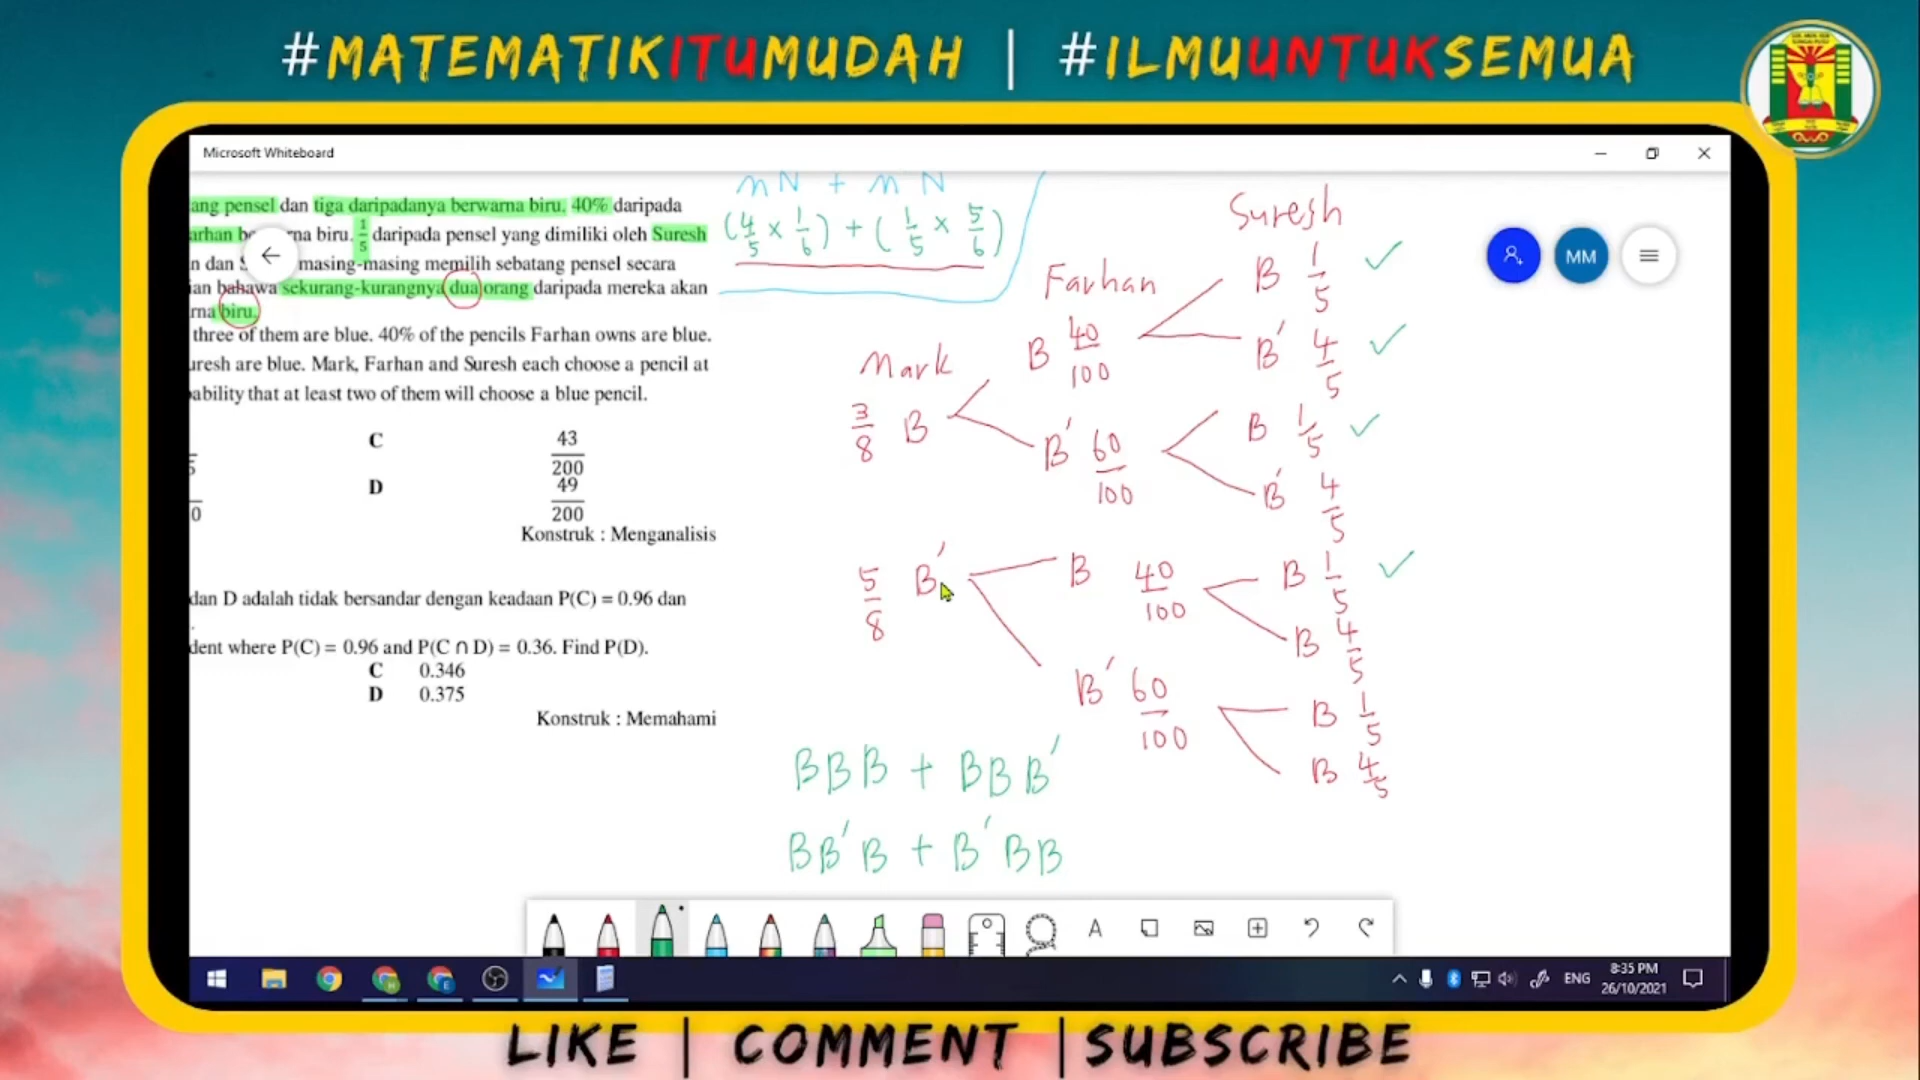 #MATEMATIKITUMUDAH | #ILMUUNTUKSEMUA
Microsoft Whiteboard
ang pensel dan tiga daripadanya berwarna biru. 40% daripada
arhan be na biru. 1/5 daripada pensel yang dimiliki oleh Suresh
n dan S masing-masing memilih sebatang pensel secara
ian bahawa sekurang-kurangnya dua orang daripada mereka akan
rna biru.
three of them are blue. 40% of the pencils Farhan owns are blue.
uresh are blue. Mark, Farhan and Suresh each choose a pencil at
bability that at least two of them will choose a blue pencil.
C 43/200
5
D 49/200
0
Konstruk : Menganalisis
dan D adalah tidak bersandar dengan keadaan P(C) = 0.96 dan
dent where P(C) = 0.96 and P(C ∩ D) = 0.36. Find P(D).
C 0.346
D 0.375
Konstruk : Memahami
n N + n N
(4/5 × 1/6) + (1/5 × 5/6)
Mark
Farhan
Suresh
3/8 B
B 40/100
B 1/5 ✓
B' 4/5 ✓
B' 60/100
B 1/5 ✓
B' 4/5
5/8 B'
B 40/100
B 1/5 ✓
B 4/5
B' 60/100
B 1/5
B 4/5
BBB + BBB'
BB'B + B'BB
MM
A
ENG
8:35 PM
26/10/2021
LIKE | COMMENT | SUBSCRIBE